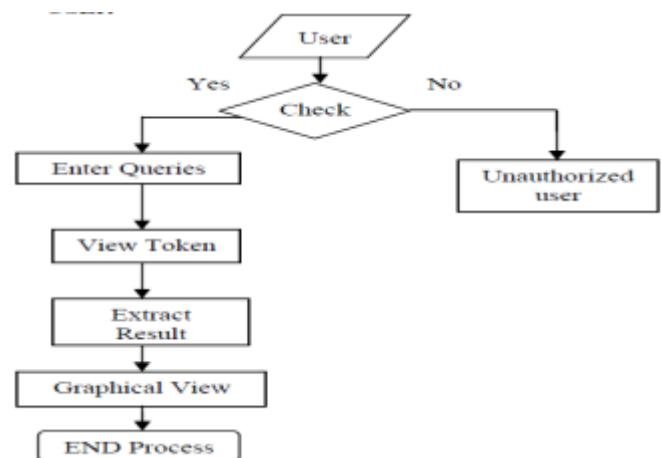 User
Yes
No
Check
Enter Queries
Unauthorized
user
View Token
Extract
Result
Graphical View
END Process